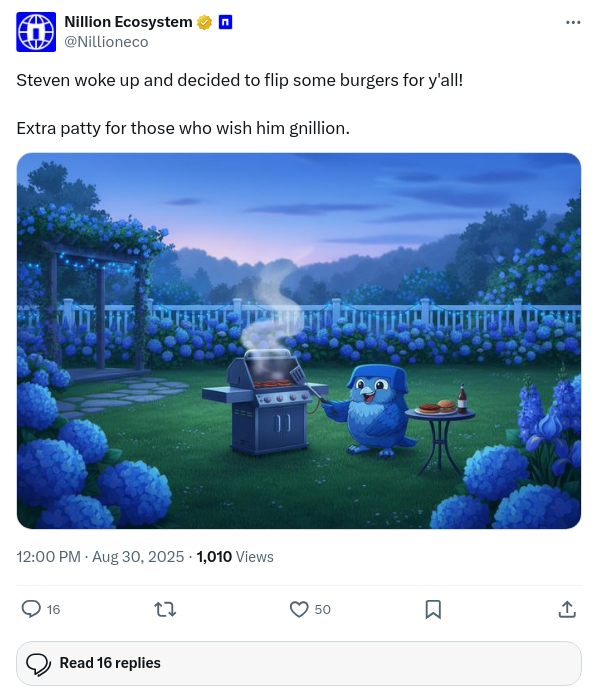 Nillion Ecosystem
@Nillioneco
Steven woke up and decided to flip some burgers for y'all!
Extra patty for those who wish him gnillion.
12:00 PM · Aug 30, 2025 · 1,010 Views
16
50
Read 16 replies